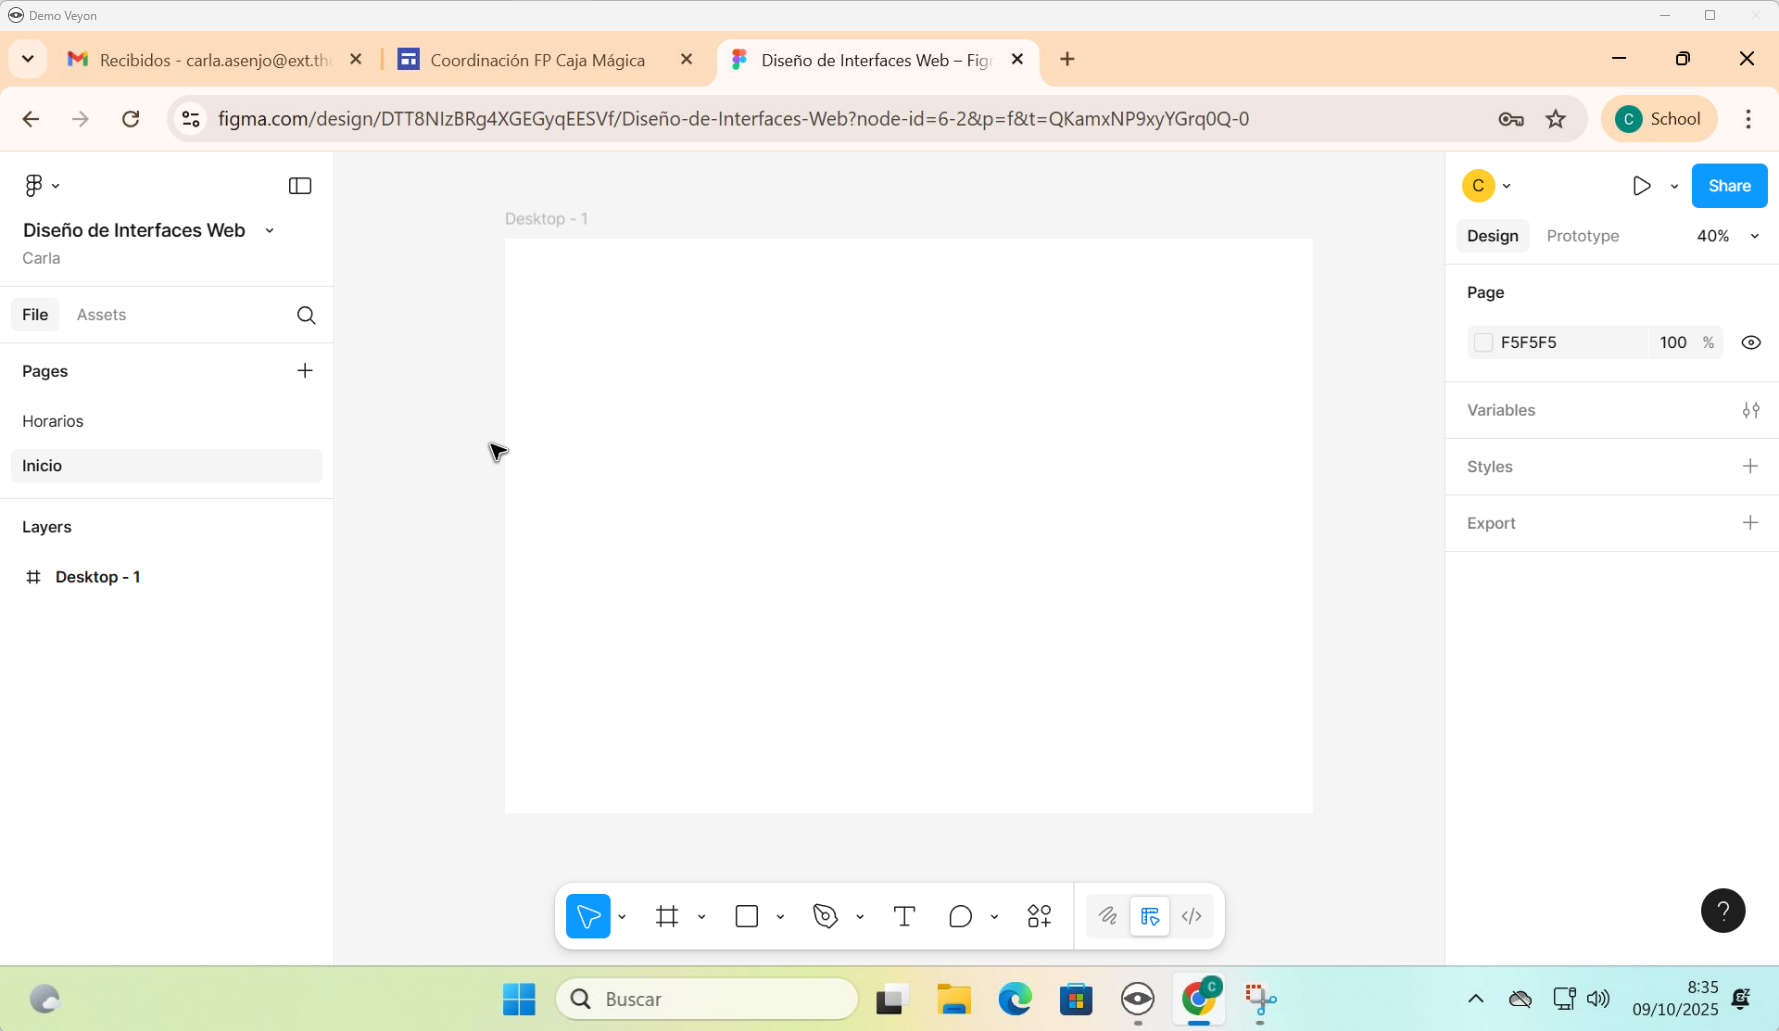 Demo Veyon
Recibidos - carla.asenjo@ext.th
Coordinación FP Caja Mágica
Diseño de Interfaces Web – Fig
figma.com/design/DTT8NIzBRg4XGEGyqEESVf/Diseño-de-Interfaces-Web?node-id=6-2&p=f&t=QKamxNP9xyYGrq0Q-0
C
School
C
Share
Diseño de Interfaces Web
Carla
Desktop - 1
Design
Prototype
40%
File
Assets
Page
F5F5F5
100
%
Pages
Horarios
Variables
Inicio
Styles
Layers
Export
Desktop - 1
T
</>
?
Buscar
C
8:35
09/10/2025